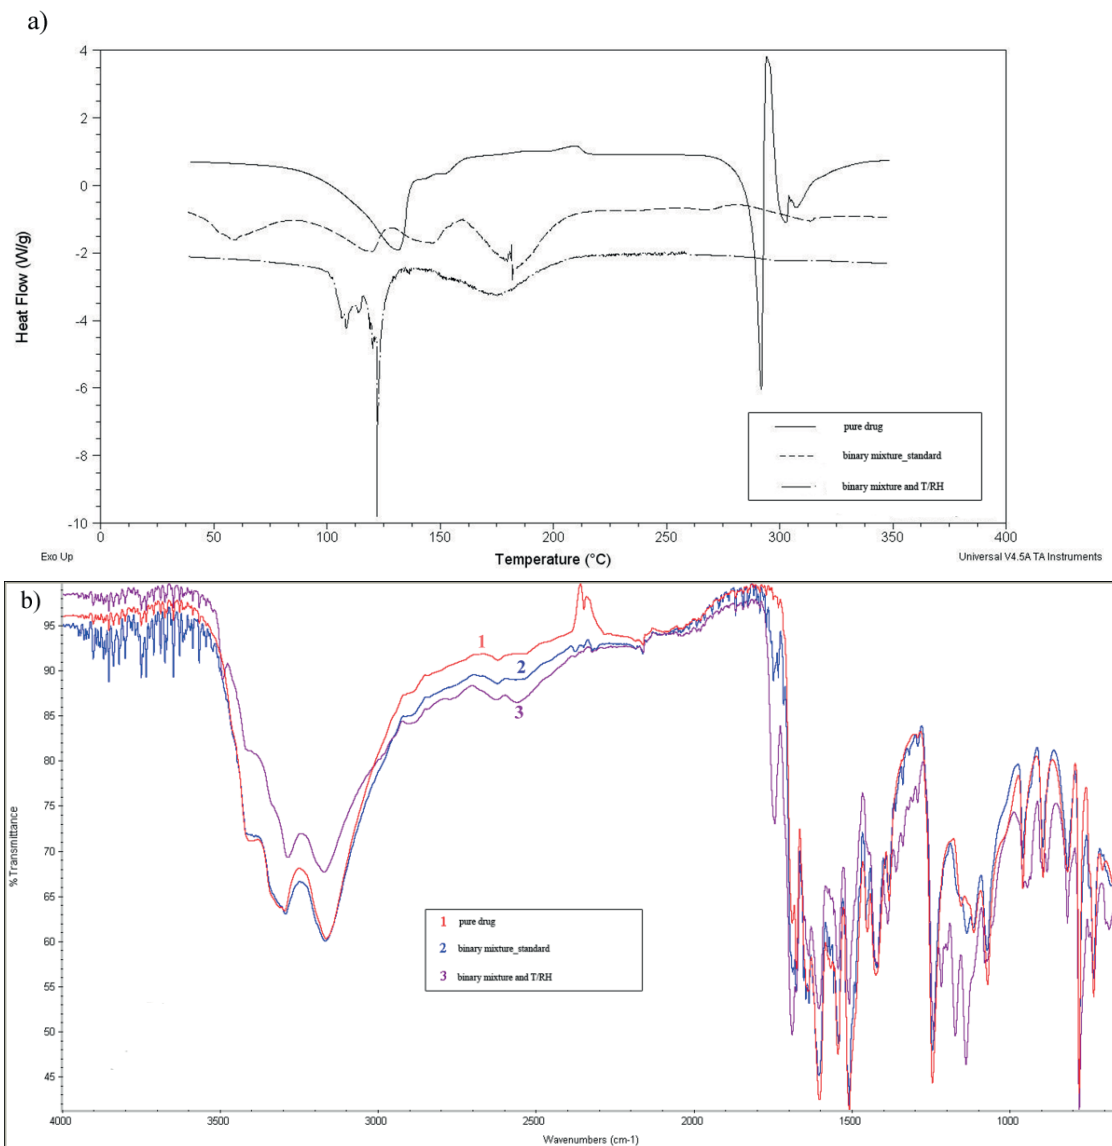 a)
4
2
0
-2
-4
-6
-8
-10
Heat Flow (W/g)
pure drug
binary mixture_standard
binary mixture and T/RH
0 50 100 150 200 250 300 350 400
Exo Up
Temperature (°C)
Universal V4.5A TA Instruments
b)
95
90
85
80
75
70
65
60
55
50
45
% Transmittance
1
2
3
1 pure drug
2 binary mixture_standard
3 binary mixture and T/RH
4000 3500 3000 2500 2000 1500 1000
Wavenumbers (cm-1)